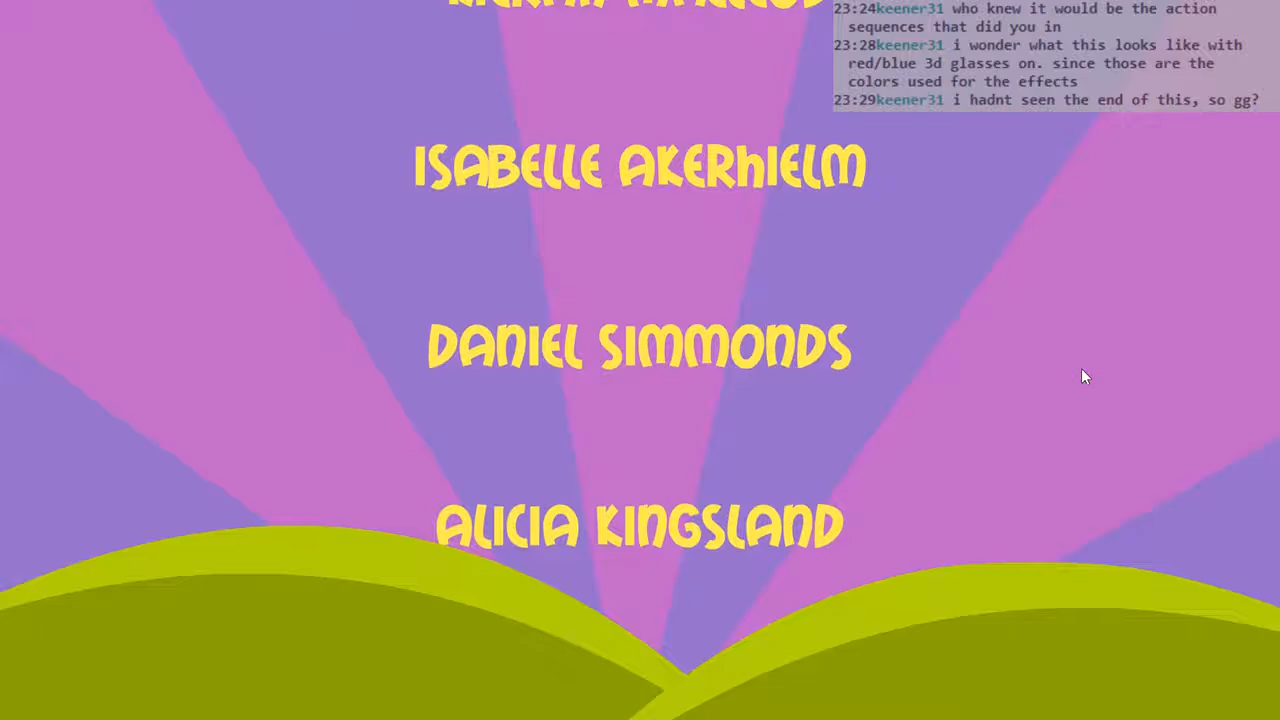 23:24keener31 who knew it would be the action
sequences that did you in
23:28keener31 i wonder what this looks like with
red/blue 3d glasses on. since those are the
colors used for the effects
23:29keener31 i hadnt seen the end of this, so gg?
ISABELLE AKERhIELM
DANIEL SIMMONDS
ALICIA KINGSLAND